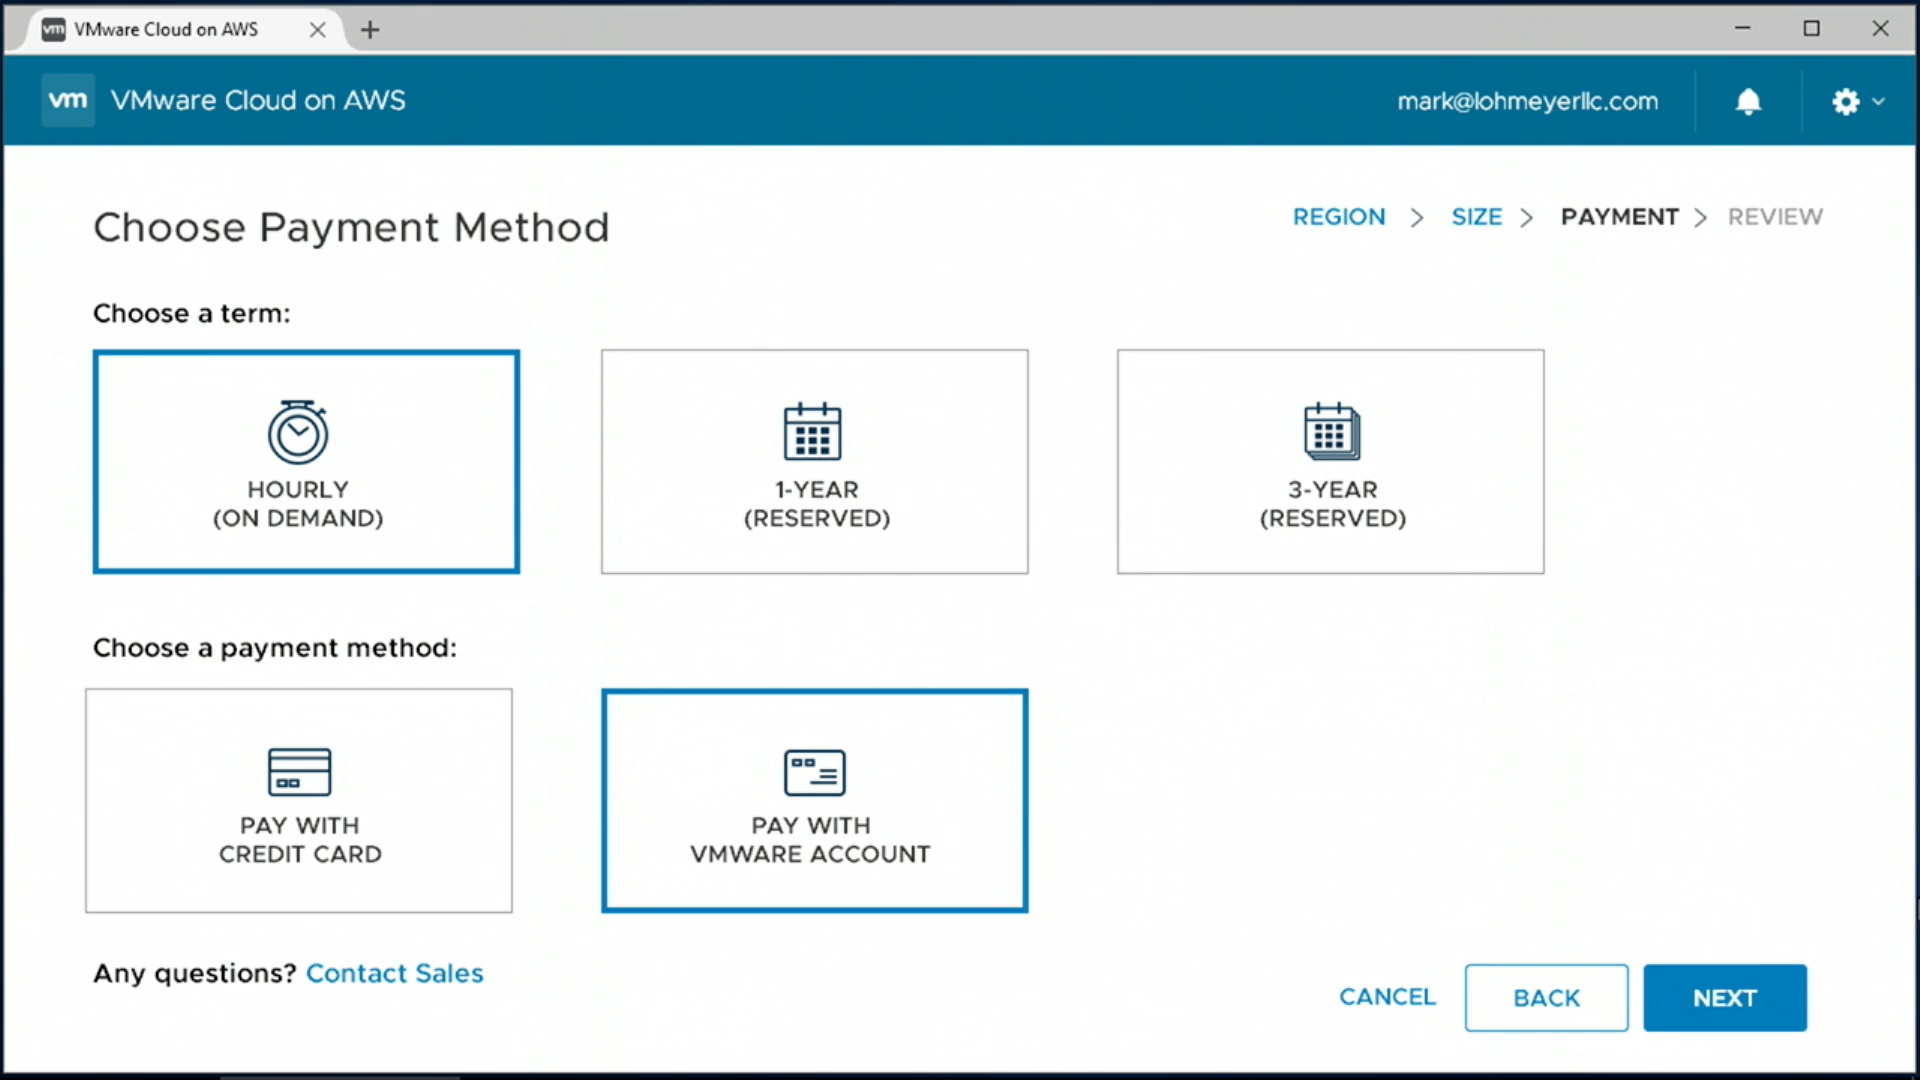 VMware Cloud on AWS
vm VMware Cloud on AWS
mark@lohmeyerllc.com
Choose Payment Method
REGION > SIZE > PAYMENT > REVIEW
Choose a term:
HOURLY
(ON DEMAND)
1-YEAR
(RESERVED)
3-YEAR
(RESERVED)
Choose a payment method:
PAY WITH
CREDIT CARD
PAY WITH
VMWARE ACCOUNT
Any questions? Contact Sales
CANCEL
BACK
NEXT